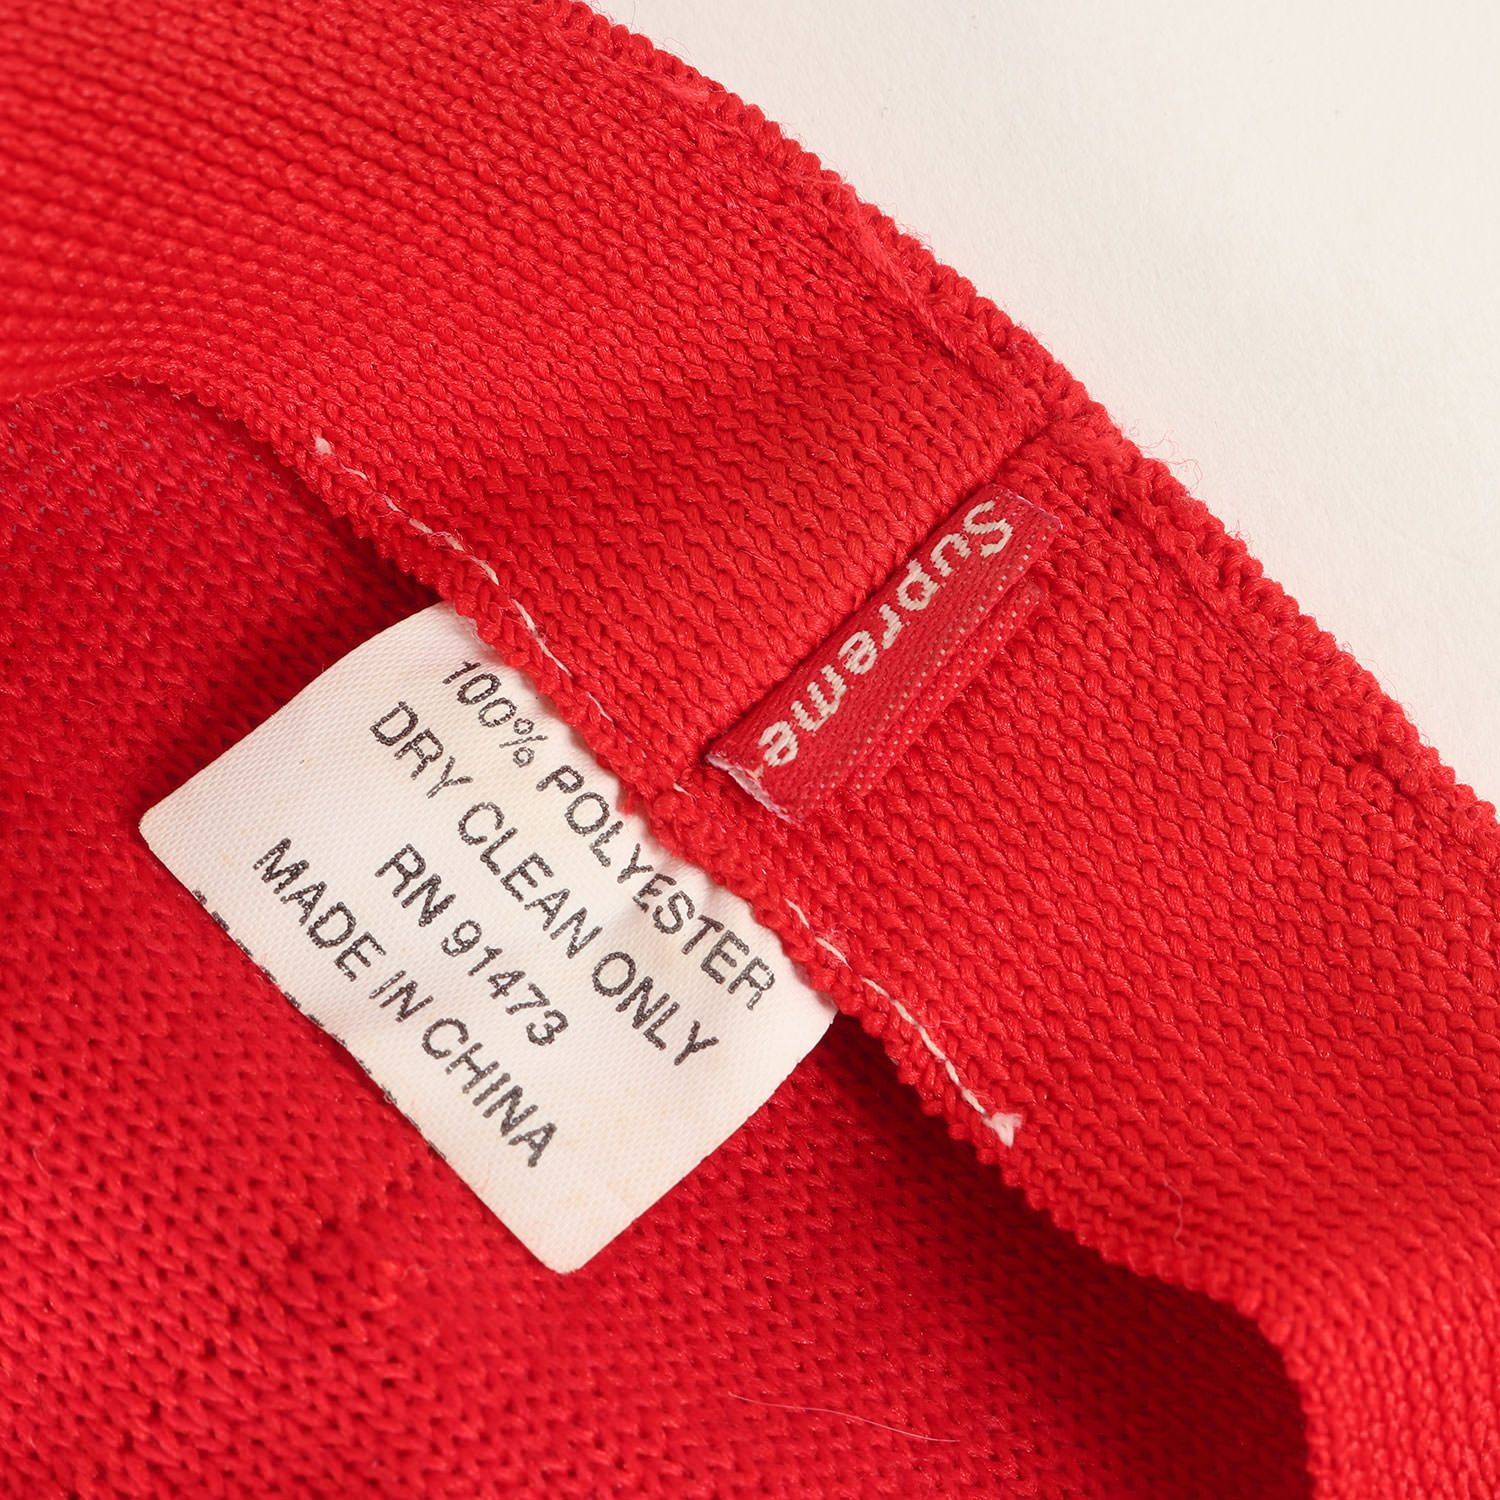 Supreme
100% POLYESTER
DRY CLEAN ONLY
RN 91473
MADE IN CHINA